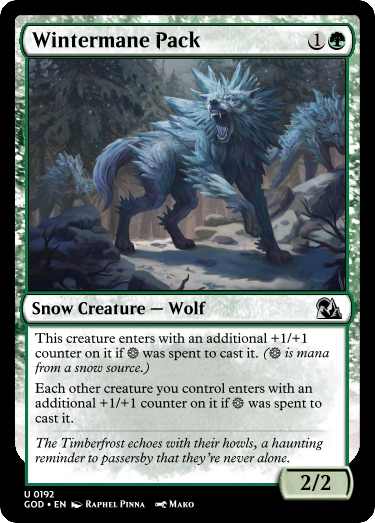 Wintermane Pack 1
Snow Creature — Wolf
This creature enters with an additional +1/+1
counter on it if was spent to cast it. ( is mana
from a snow source.)
Each other creature you control enters with an
additional +1/+1 counter on it if was spent to
cast it.
The Timberfrost echoes with their howls, a haunting
reminder to passersby that they're never alone.
2/2
U 0192
GOD • EN Raphel Pinna Mako